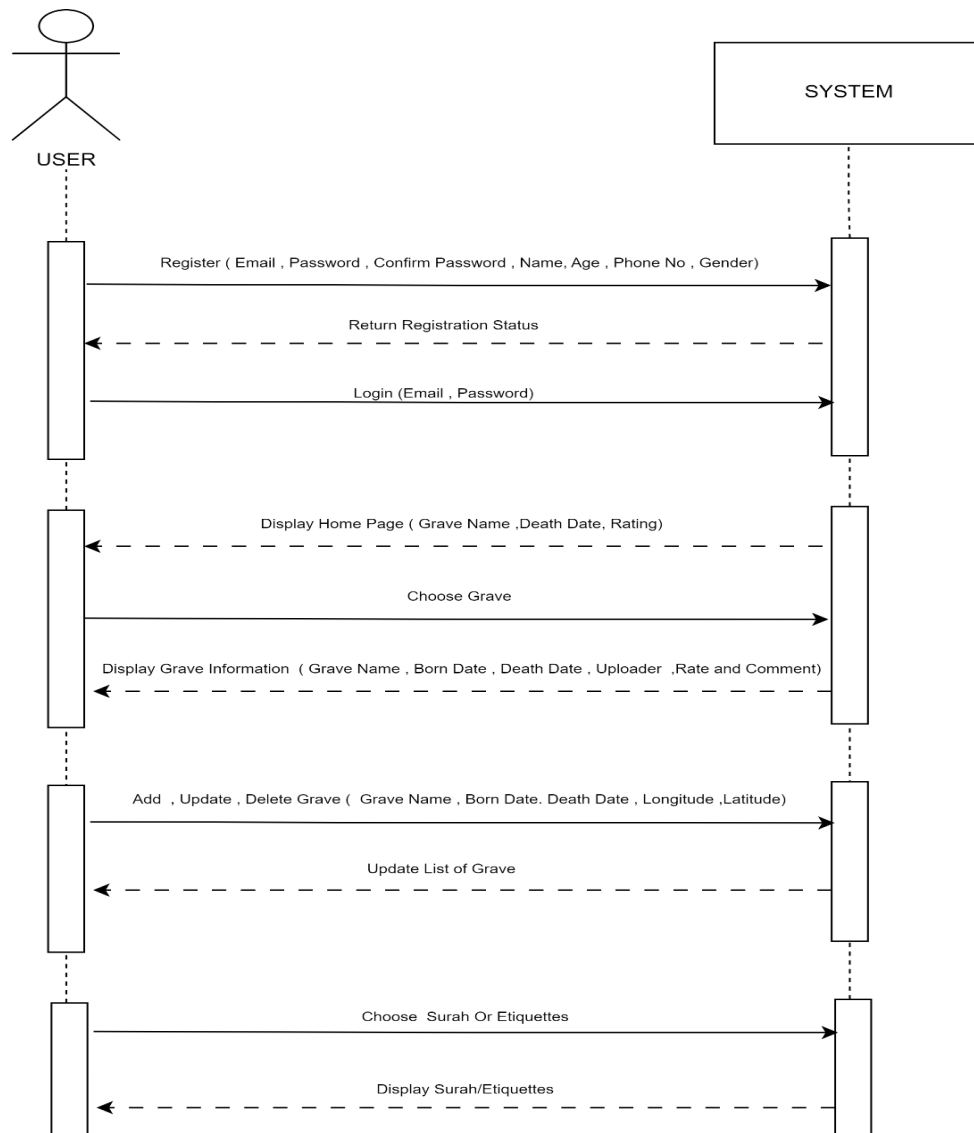 SYSTEM
USER
Register ( Email , Password , Confirm Password , Name, Age , Phone No , Gender)
Return Registration Status
Login (Email , Password)
Display Home Page ( Grave Name ,Death Date, Rating)
Choose Grave
Display Grave Information  ( Grave Name , Born Date , Death Date , Uploader  ,Rate and Comment)
Add  , Update , Delete Grave (  Grave Name , Born Date. Death Date , Longitude ,Latitude)
Update List of Grave
Choose  Surah Or Etiquettes
Display Surah/Etiquettes